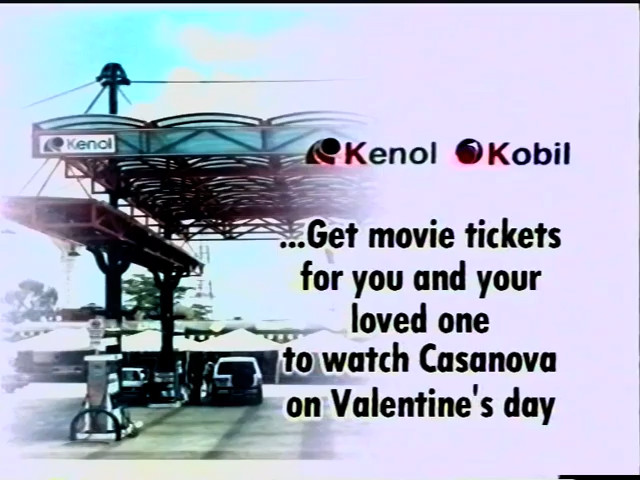 Kenol
Kenol Kobil
...Get movie tickets
for you and your
loved one
to watch Casanova
on Valentine's day